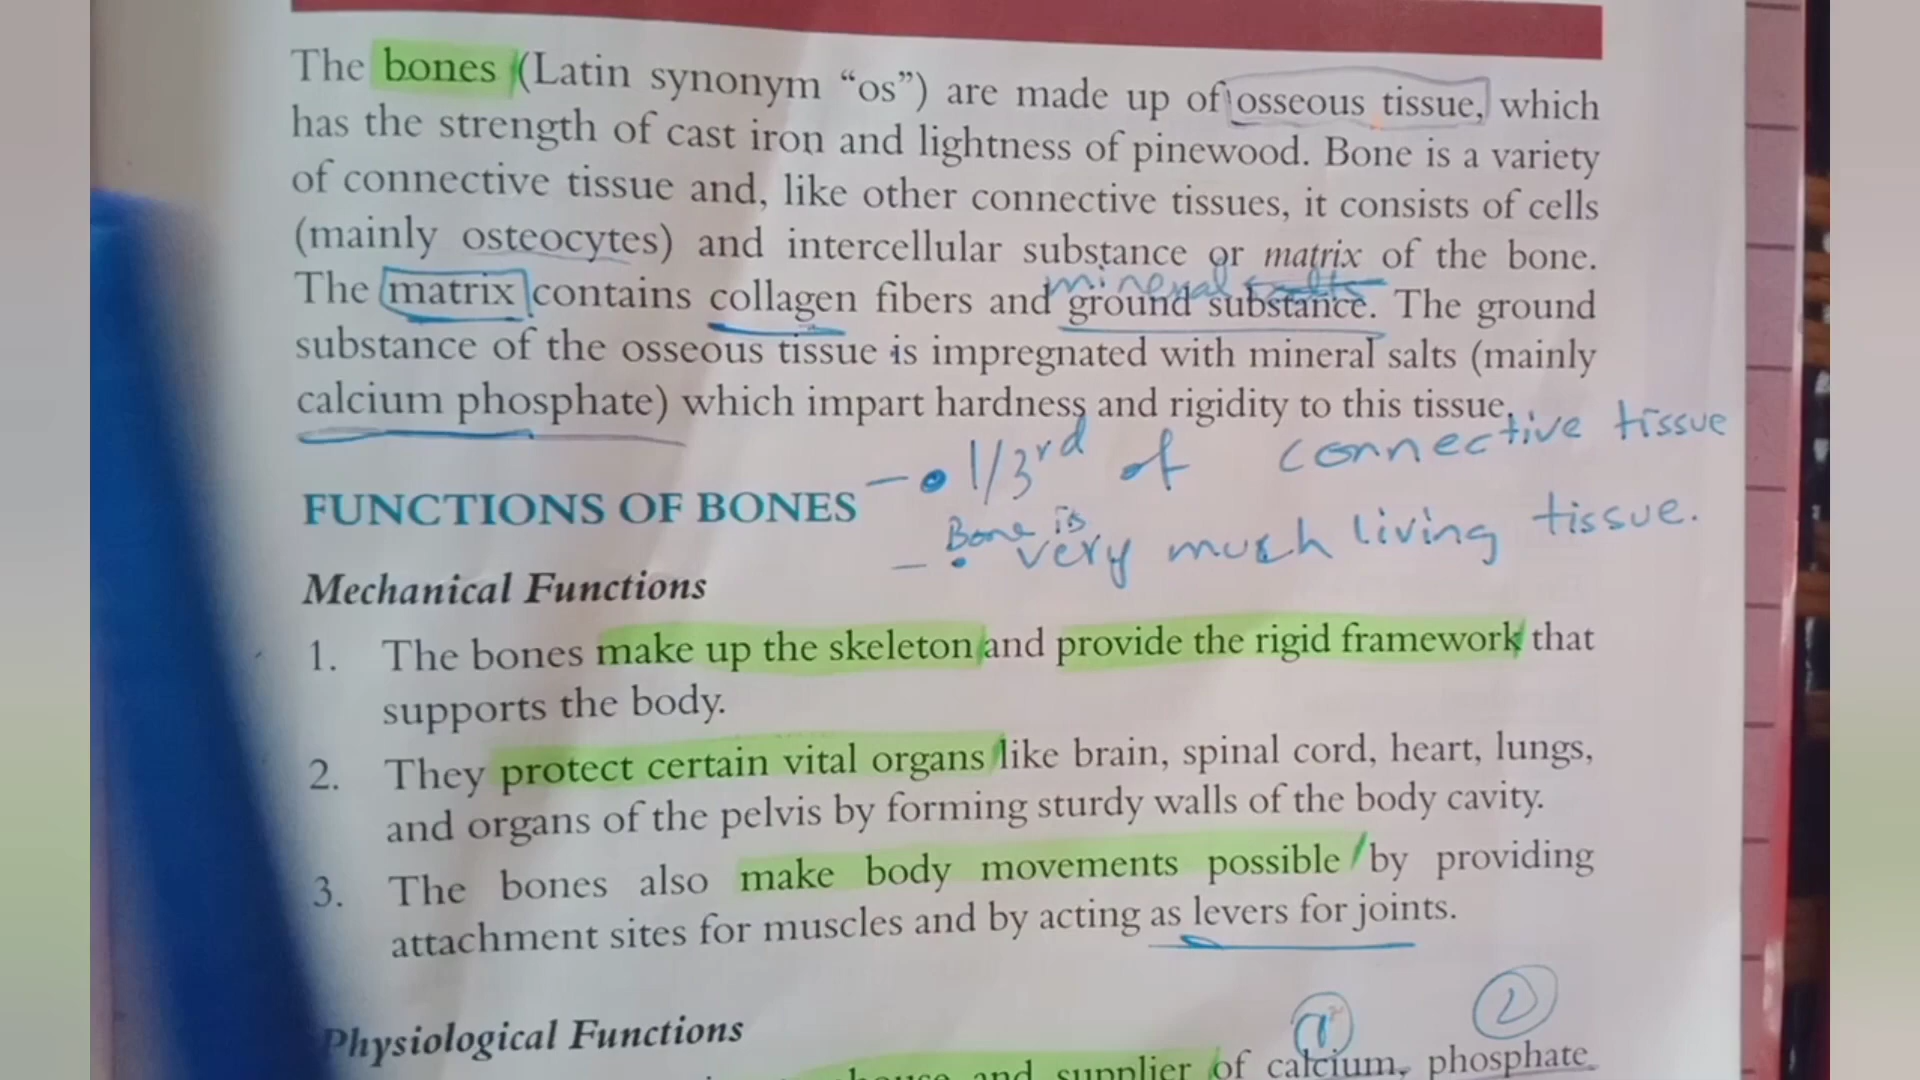 The bones (Latin synonym “os”) are made up of osseous tissue, which
has the strength of cast iron and lightness of pinewood. Bone is a variety
of connective tissue and, like other connective tissues, it consists of cells
(mainly osteocytes) and intercellular substance or matrix of the bone.
mineral salts
The matrix contains collagen fibers and ground substance. The ground
substance of the osseous tissue is impregnated with mineral salts (mainly
calcium phosphate) which impart hardness and rigidity to this tissue.
1/3rd of connective tissue
FUNCTIONS OF BONES
Bone is
very much living tissue.
Mechanical Functions
1. The bones make up the skeleton and provide the rigid framework that
supports the body.
2. They protect certain vital organs like brain, spinal cord, heart, lungs,
and organs of the pelvis by forming sturdy walls of the body cavity.
3. The bones also make body movements possible by providing
attachment sites for muscles and by acting as levers for joints.
1 2
Physiological Functions
and supplier of calcium, phosphate